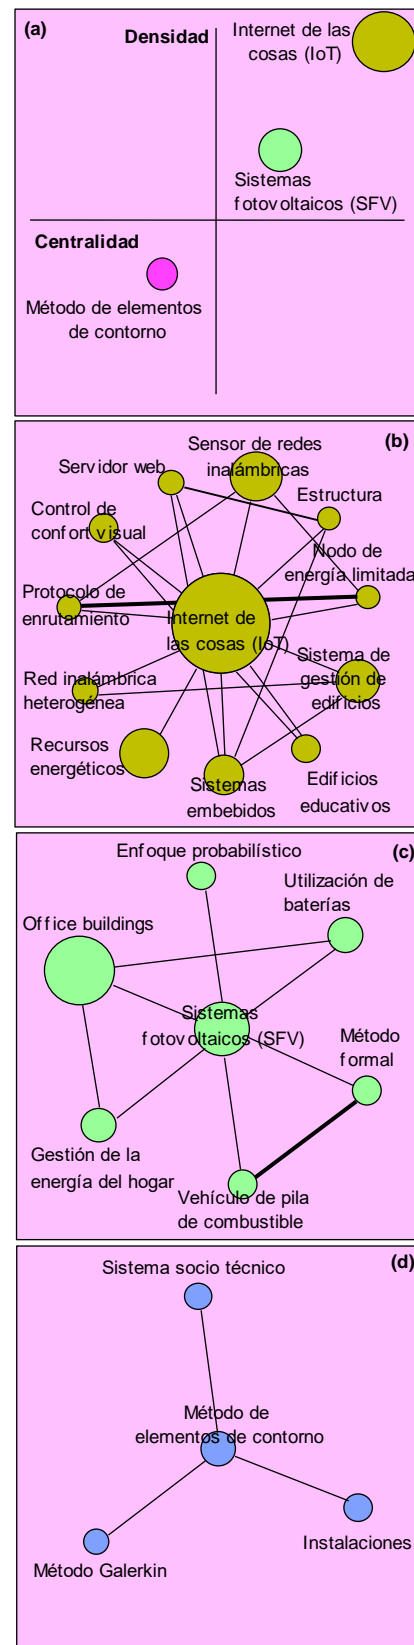 (a)
Densidad
Internet de las
cosas (IoT)
Sistemas
fotovoltaicos (SFV)
Centralidad
Método de elementos
de contorno
(b)
Sensor de redes
inalámbricas
Servidor web
Estructura
Control de
confort visual
Nodo de
energía limitada
Protocolo de
enrutamiento
Internet de
las cosas (IoT)
Sistema de
gestión de
edificios
Red inalámbrica
heterogénea
Recursos
energéticos
Sistemas
embebidos
Edificios
educativos
(c)
Enfoque probabilístico
Utilización de
baterías
Office buildings
Sistemas
fotovoltaicos (SFV)
Método
formal
Gestión de la
energía del hogar
Vehículo de pila
de combustible
(d)
Sistema socio técnico
Método de
elementos de contorno
Instalaciones
Método Galerkin